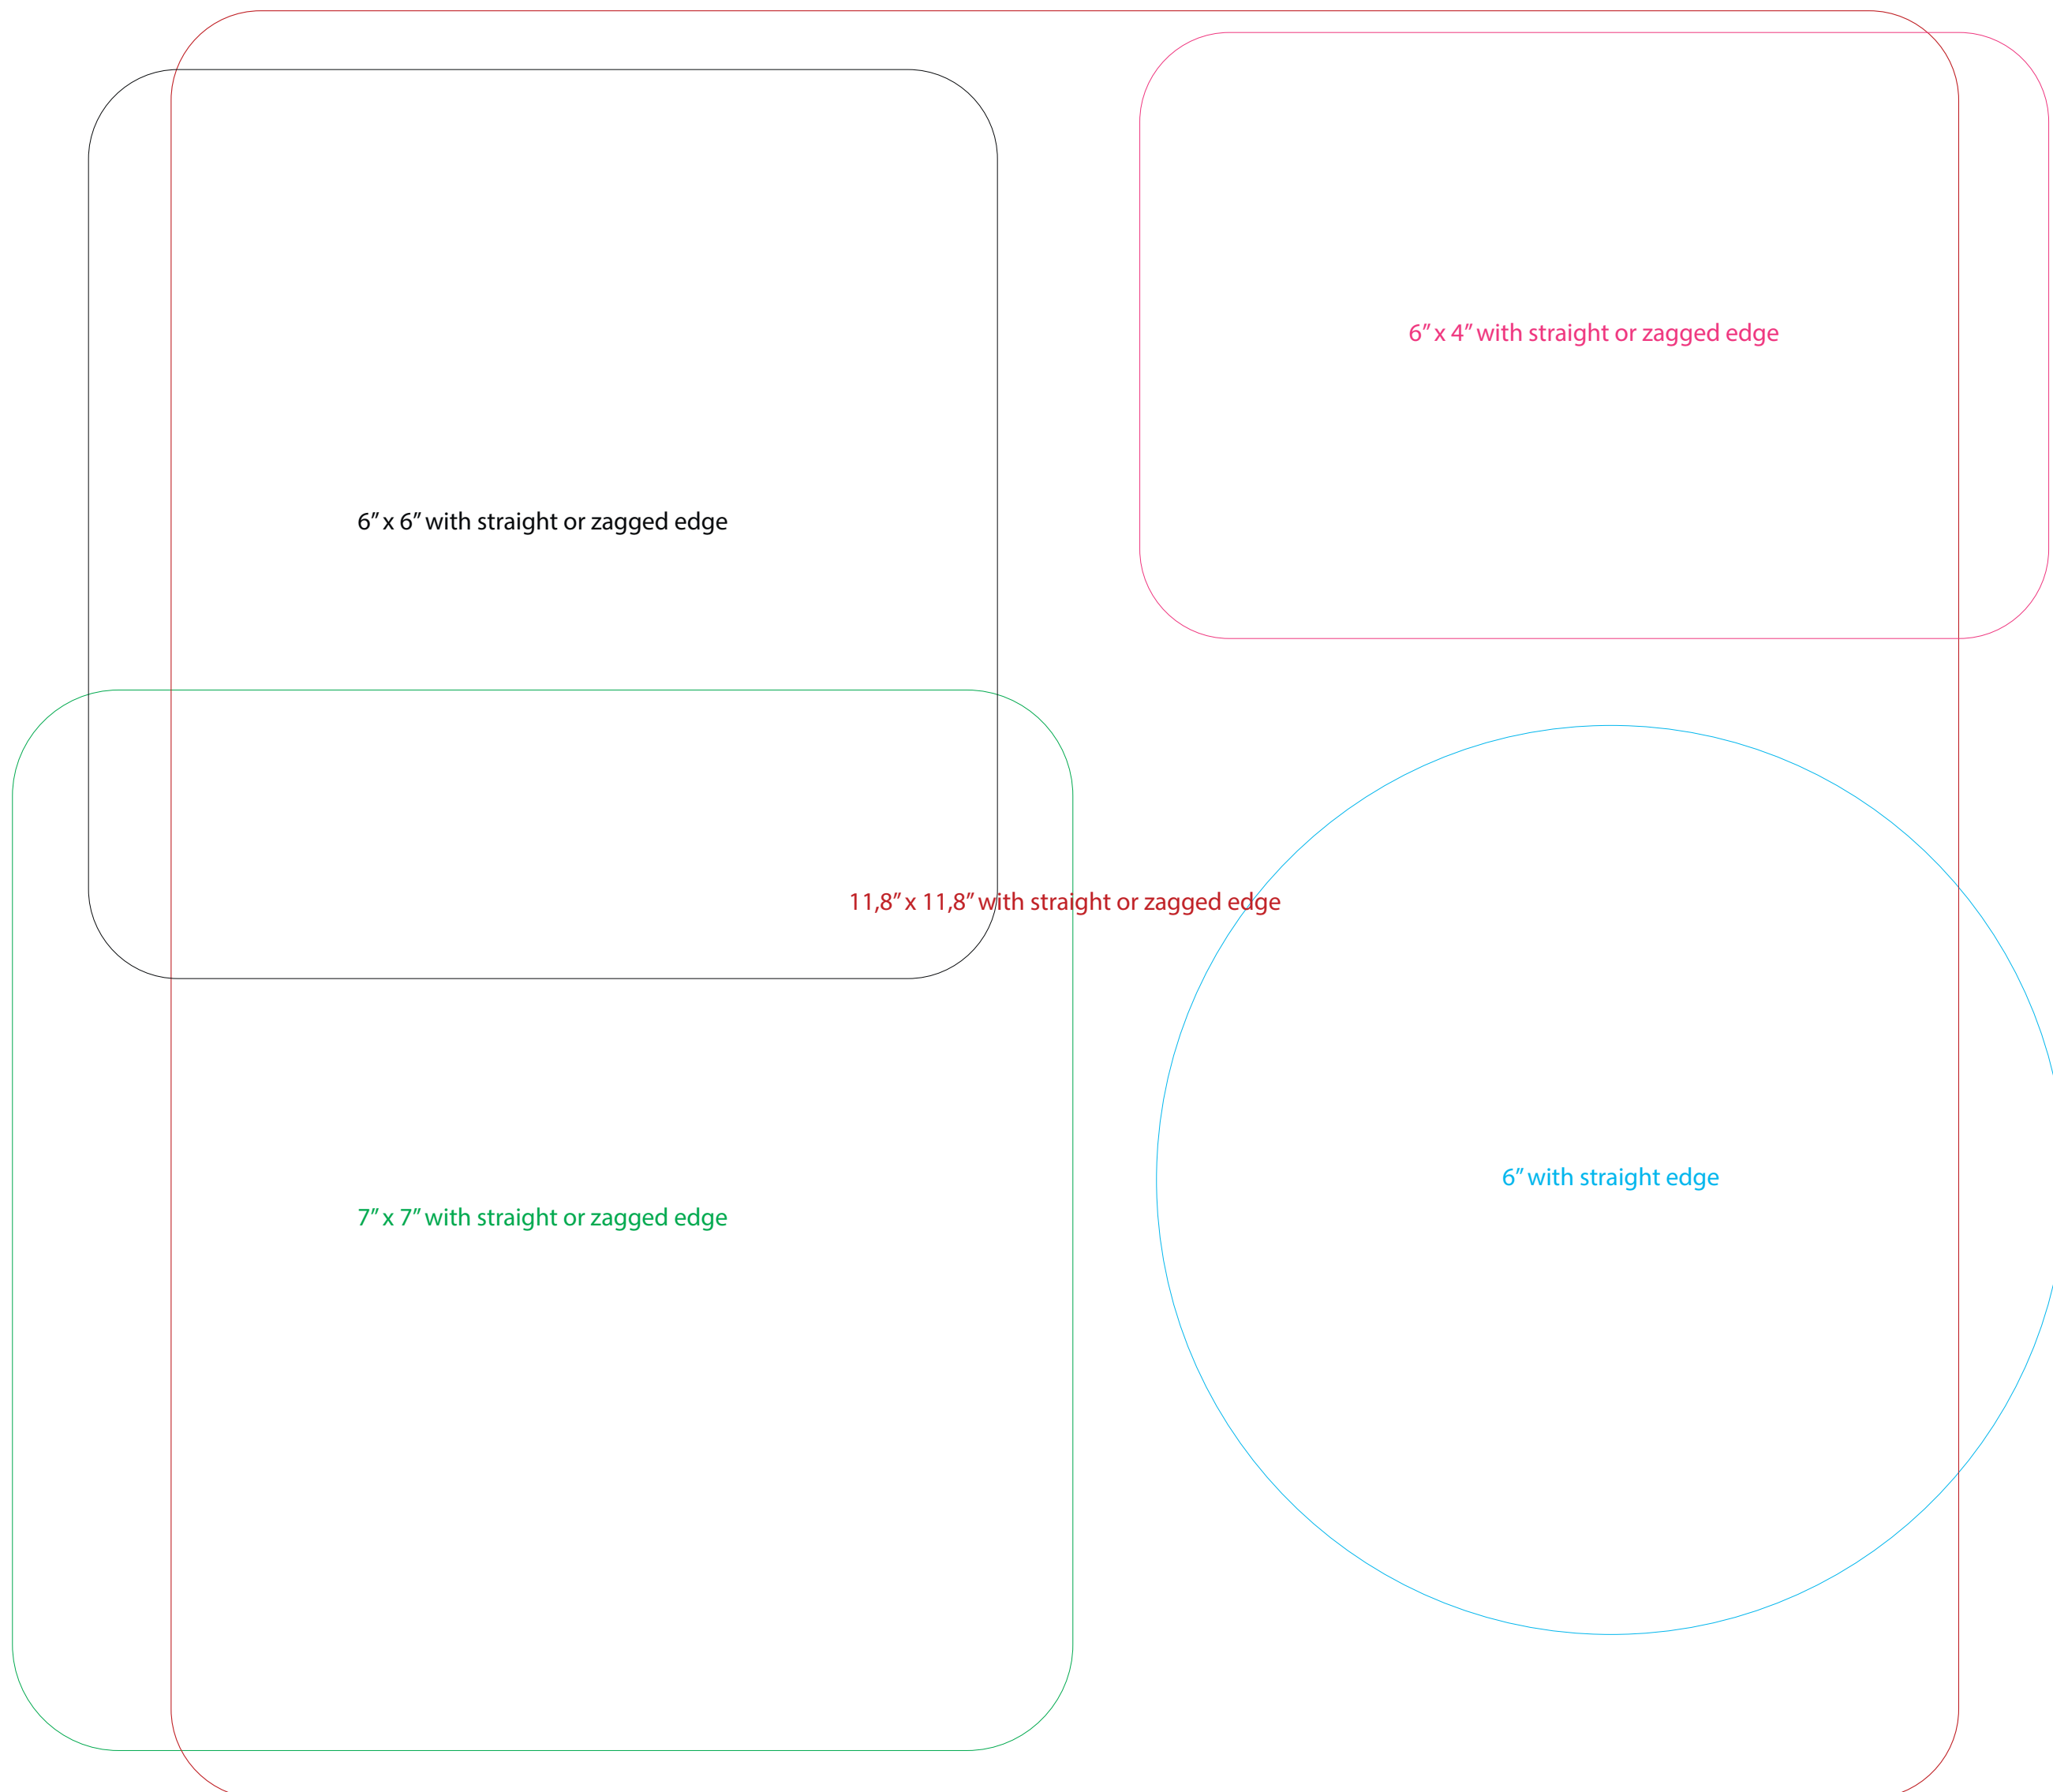 6” x 4” with straight or zagged edge
6” x 6” with straight or zagged edge
11,8” x 11,8” with straight or zagged edge
6” with straight edge
7” x 7” with straight or zagged edge